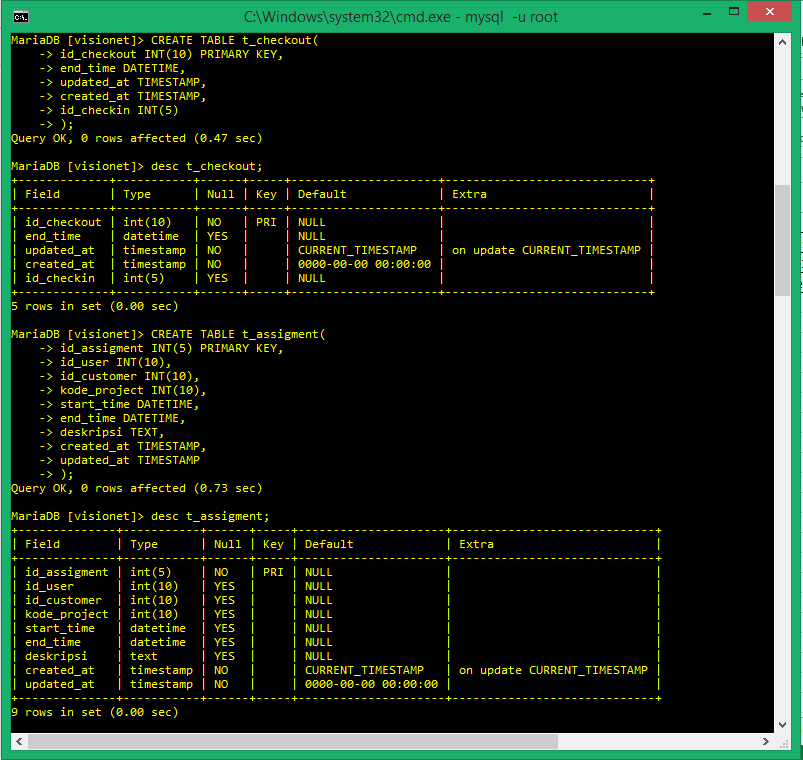 C:\Windows\system32\cmd.exe - mysql  -u root
MariaDB [visionet]> CREATE TABLE t_checkout(
    -> id_checkout INT(10) PRIMARY KEY,
    -> end_time DATETIME,
    -> updated_at TIMESTAMP,
    -> created_at TIMESTAMP,
    -> id_checkin INT(5)
    -> );
Query OK, 0 rows affected (0.47 sec)
MariaDB [visionet]> desc t_checkout;
+-------------+-----------+------+-----+---------------------+-----------------------------+
| Field       | Type      | Null | Key | Default             | Extra                       |
+-------------+-----------+------+-----+---------------------+-----------------------------+
| id_checkout | int(10)   | NO   | PRI | NULL                |                             |
| end_time    | datetime  | YES  |     | NULL                |                             |
| updated_at  | timestamp | NO   |     | CURRENT_TIMESTAMP   | on update CURRENT_TIMESTAMP |
| created_at  | timestamp | NO   |     | 0000-00-00 00:00:00 |                             |
| id_checkin  | int(5)    | YES  |     | NULL                |                             |
+-------------+-----------+------+-----+---------------------+-----------------------------+
5 rows in set (0.00 sec)
MariaDB [visionet]> CREATE TABLE t_assigment(
    -> id_assigment INT(5) PRIMARY KEY,
    -> id_user INT(10),
    -> id_customer INT(10),
    -> kode_project INT(10),
    -> start_time DATETIME,
    -> end_time DATETIME,
    -> deskripsi TEXT,
    -> created_at TIMESTAMP,
    -> updated_at TIMESTAMP
    -> );
Query OK, 0 rows affected (0.73 sec)
MariaDB [visionet]> desc t_assigment;
+--------------+-----------+------+-----+---------------------+-----------------------------+
| Field        | Type      | Null | Key | Default             | Extra                       |
+--------------+-----------+------+-----+---------------------+-----------------------------+
| id_assigment | int(5)    | NO   | PRI | NULL                |                             |
| id_user      | int(10)   | YES  |     | NULL                |                             |
| id_customer  | int(10)   | YES  |     | NULL                |                             |
| kode_project | int(10)   | YES  |     | NULL                |                             |
| start_time   | datetime  | YES  |     | NULL                |                             |
| end_time     | datetime  | YES  |     | NULL                |                             |
| deskripsi    | text      | YES  |     | NULL                |                             |
| created_at   | timestamp | NO   |     | CURRENT_TIMESTAMP   | on update CURRENT_TIMESTAMP |
| updated_at   | timestamp | NO   |     | 0000-00-00 00:00:00 |                             |
+--------------+-----------+------+-----+---------------------+-----------------------------+
9 rows in set (0.00 sec)